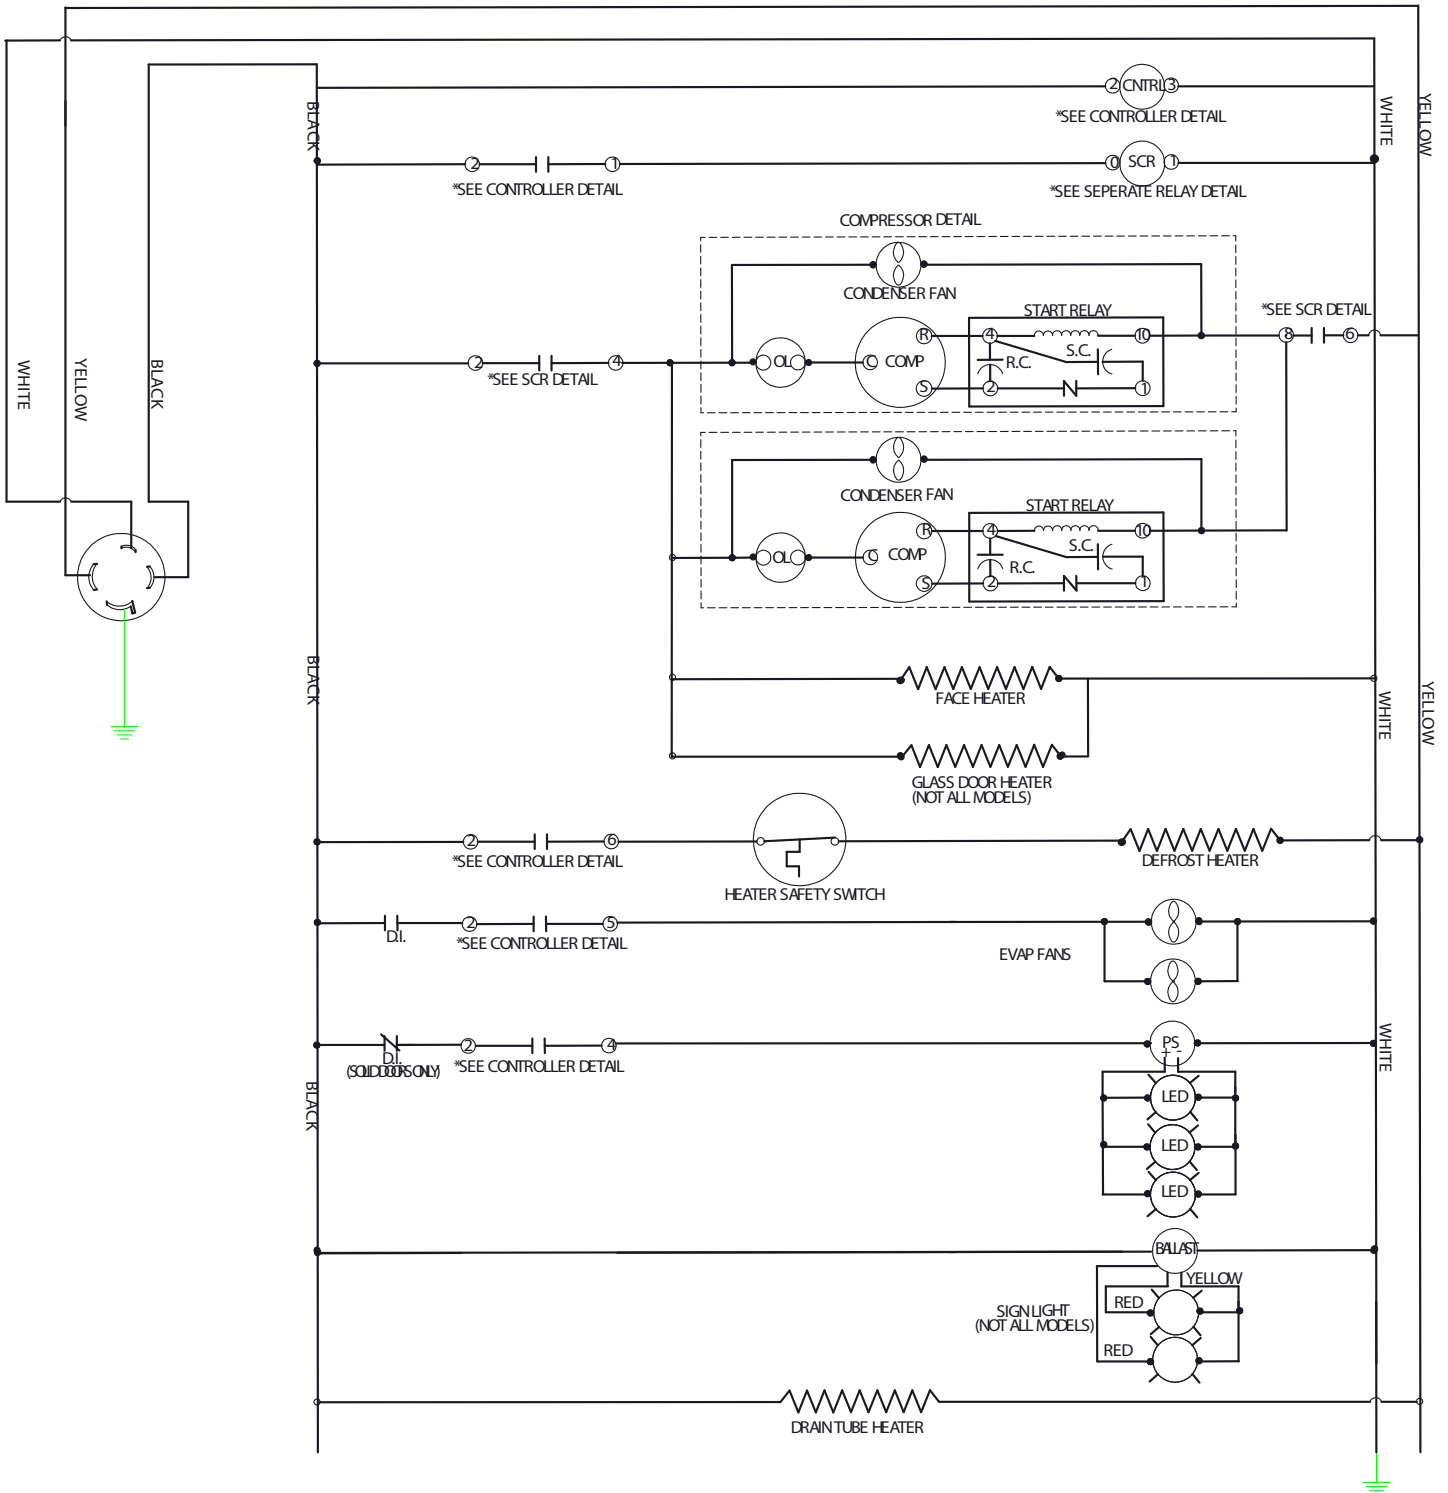 BLACK
2 CNTRL 3
*SEE CONTROLLER DETAIL
WHITE
YELLOW
2 1
*SEE CONTROLLER DETAIL
0 SCR 1
*SEE SEPERATE RELAY DETAIL
COMPRESSOR DETAIL
CONDENSER FAN
START RELAY
*SEE SCR DETAIL
R 4 10 8 6
S.C.
R.C.
OL C COMP
S 2 1
2 4
*SEE SCR DETAIL
WHITE
YELLOW
BLACK
CONDENSER FAN
START RELAY
R 4 10
S.C.
R.C.
OL C COMP
S 2 1
BLACK
FACE HEATER
WHITE
YELLOW
GLASS DOOR HEATER
(NOT ALL MODELS)
2 6
*SEE CONTROLLER DETAIL
HEATER SAFETY SWITCH
DEFROST HEATER
D.I.
2 5
*SEE CONTROLLER DETAIL
EVAP FANS
D.I.
(SOLID DOORS ONLY)
2 4
*SEE CONTROLLER DETAIL
PS
+ -
WHITE
BLACK
LED
LED
LED
BALLAST
YELLOW
RED
SIGN LIGHT
(NOT ALL MODELS)
RED
DRAIN TUBE HEATER